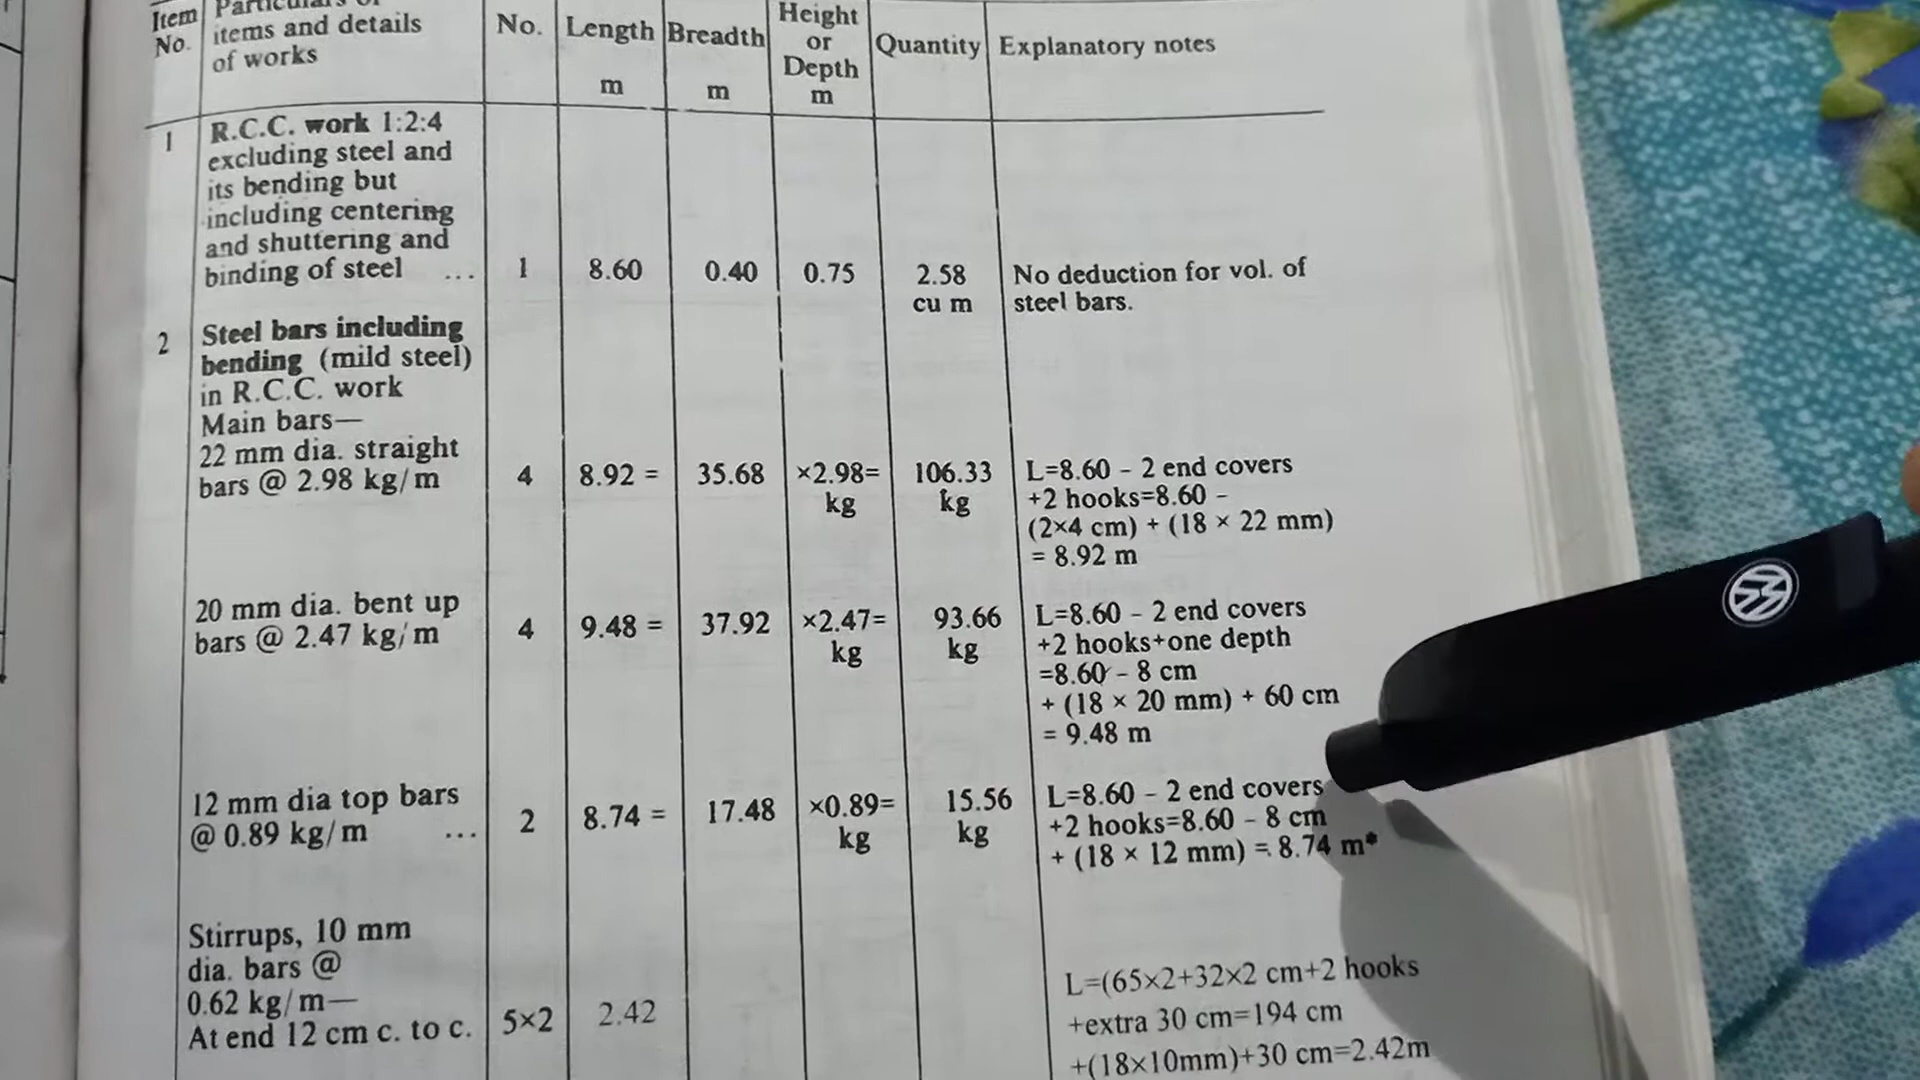 Item
No.
Particulars of
items and details
of works
No.
Length
m
Breadth
m
Height
or
Depth
m
Quantity
Explanatory notes
1
R.C.C. work 1:2:4
excluding steel and
its bending but
including centering
and shuttering and
binding of steel ... 1 8.60 0.40 0.75 2.58 No deduction for vol. of
cu m steel bars.
2
Steel bars including
bending (mild steel)
in R.C.C. work
Main bars—
22 mm dia. straight L=8.60 - 2 end covers
bars @ 2.98 kg/m 4 8.92 = 35.68 ×2.98= 106.33 +2 hooks=8.60 -
kg kg (2×4 cm) + (18 × 22 mm)
= 8.92 m
20 mm dia. bent up L=8.60 - 2 end covers
bars @ 2.47 kg/m 4 9.48 = 37.92 ×2.47= 93.66 +2 hooks+one depth
kg kg =8.60 - 8 cm
+ (18 × 20 mm) + 60 cm
= 9.48 m
12 mm dia top bars L=8.60 - 2 end covers
@ 0.89 kg/m ... 2 8.74 = 17.48 ×0.89= 15.56 +2 hooks=8.60 - 8 cm
kg kg + (18 × 12 mm) = 8.74 m*
Stirrups, 10 mm
dia. bars @ L=(65×2+32×2 cm+2 hooks
0.62 kg/m— +extra 30 cm=194 cm
At end 12 cm c. to c. 5×2 2.42 +(18×10mm)+30 cm=2.42m